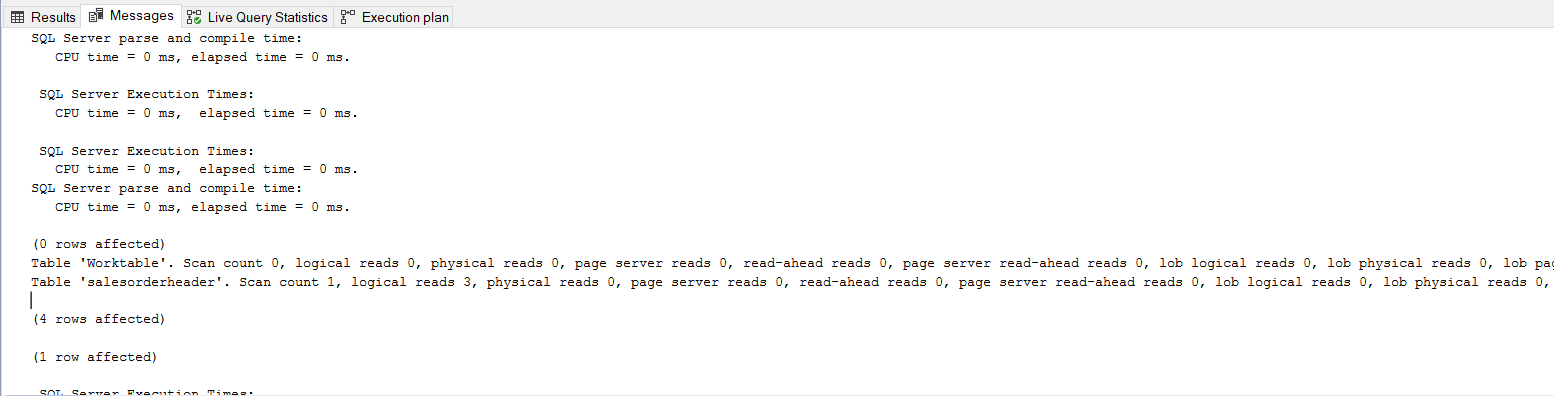 Results Messages Live Query Statistics Execution plan
SQL Server parse and compile time:
CPU time = 0 ms, elapsed time = 0 ms.
SQL Server Execution Times:
CPU time = 0 ms,  elapsed time = 0 ms.
SQL Server Execution Times:
CPU time = 0 ms,  elapsed time = 0 ms.
SQL Server parse and compile time:
CPU time = 0 ms, elapsed time = 0 ms.
(0 rows affected)
Table 'Worktable'. Scan count 0, logical reads 0, physical reads 0, page server reads 0, read-ahead reads 0, page server read-ahead reads 0, lob logical reads 0, lob physical reads 0, lob
Table 'salesorderheader'. Scan count 1, logical reads 3, physical reads 0, page server reads 0, read-ahead reads 0, page server read-ahead reads 0, lob logical reads 0, lob physical reads 0,
(4 rows affected)
(1 row affected)
SQL Server Execution Times: